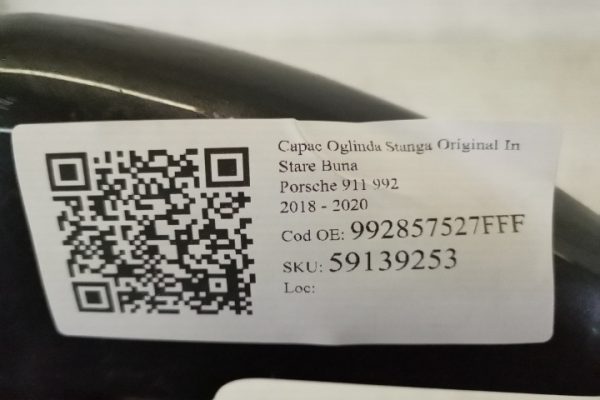 Capac Oglinda Stanga Original In
Stare Buna
Porsche 911 992
2018 - 2020
Cod OE: 992857527FFF
SKU: 59139253
Loc: